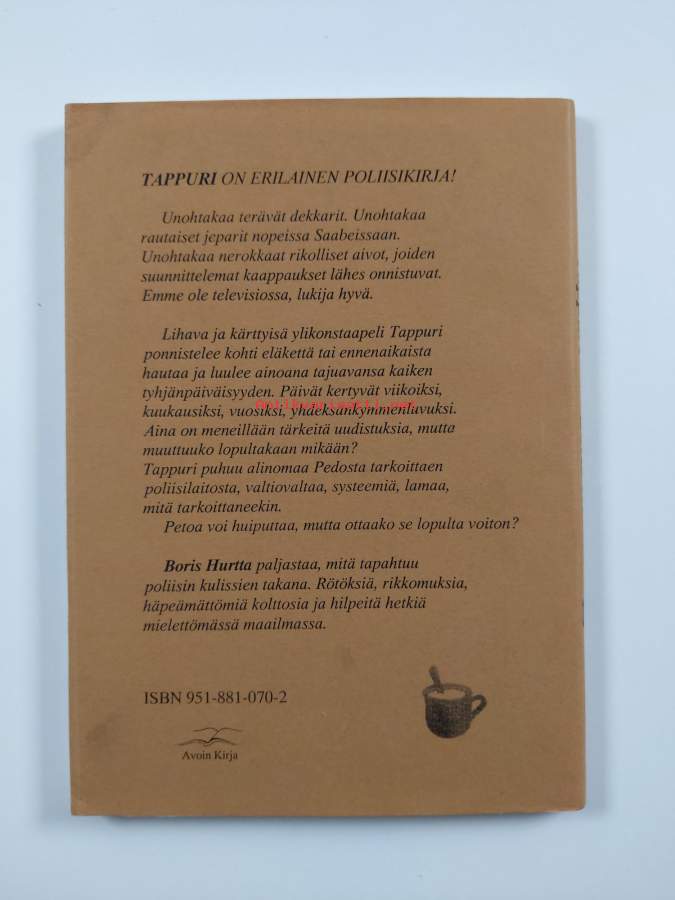 TAPPURI ON ERILAINEN POLIISIKIRJA!
Unohtakaa terävät dekkarit. Unohtakaa
rautaiset jeparit nopeissa Saabeissaan.
Unohtakaa nerokkaat rikolliset aivot, joiden
suunnittelemat kaappaukset lähes onnistuvat.
Emme ole televisiossa, lukija hyvä.
Lihava ja kärttyisä ylikonstaapeli Tappuri
ponnistelee kohti eläkettä tai ennenaikaista
hautaa ja luulee ainoana tajuavansa kaiken
tyhjänpäiväisyyden. Päivät kertyvät viikoiksi,
kuukausiksi, vuosiksi, yhdeksänkymmenluvuksi.
Aina on meneillään tärkeitä uudistuksia, mutta
muuttuuko lopultakaan mikään?
Tappuri puhuu alinomaa Pedosta tarkoittaen
poliisilaitosta, valtiovaltaa, systeemiä, lamaa,
mitä tarkoittaneekin.
Petoa voi huiputtaa, mutta ottaako se lopulta voiton?
Boris Hurtta paljastaa, mitä tapahtuu
poliisin kulissien takana. Rötöksiä, rikkomuksia,
häpeämättömiä kolttosia ja hilpeitä hetkiä
mielettömässä maailmassa.
ISBN 951-881-070-2
Avoin Kirja